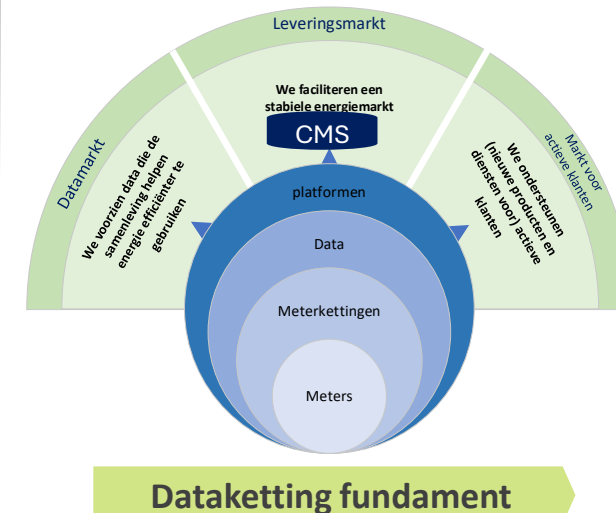 Leveringsmarkt
Datamarkt
Markt voor
actieve klanten
We faciliteren een
stabiele energiemarkt
CMS
We voorzien data die de
samenleving helpen
energie efficiënter te
gebruiken
We ondersteunen
(nieuwe producten en
diensten voor) actieve
klanten
platformen
Data
Meterkettingen
Meters
Dataketting fundament